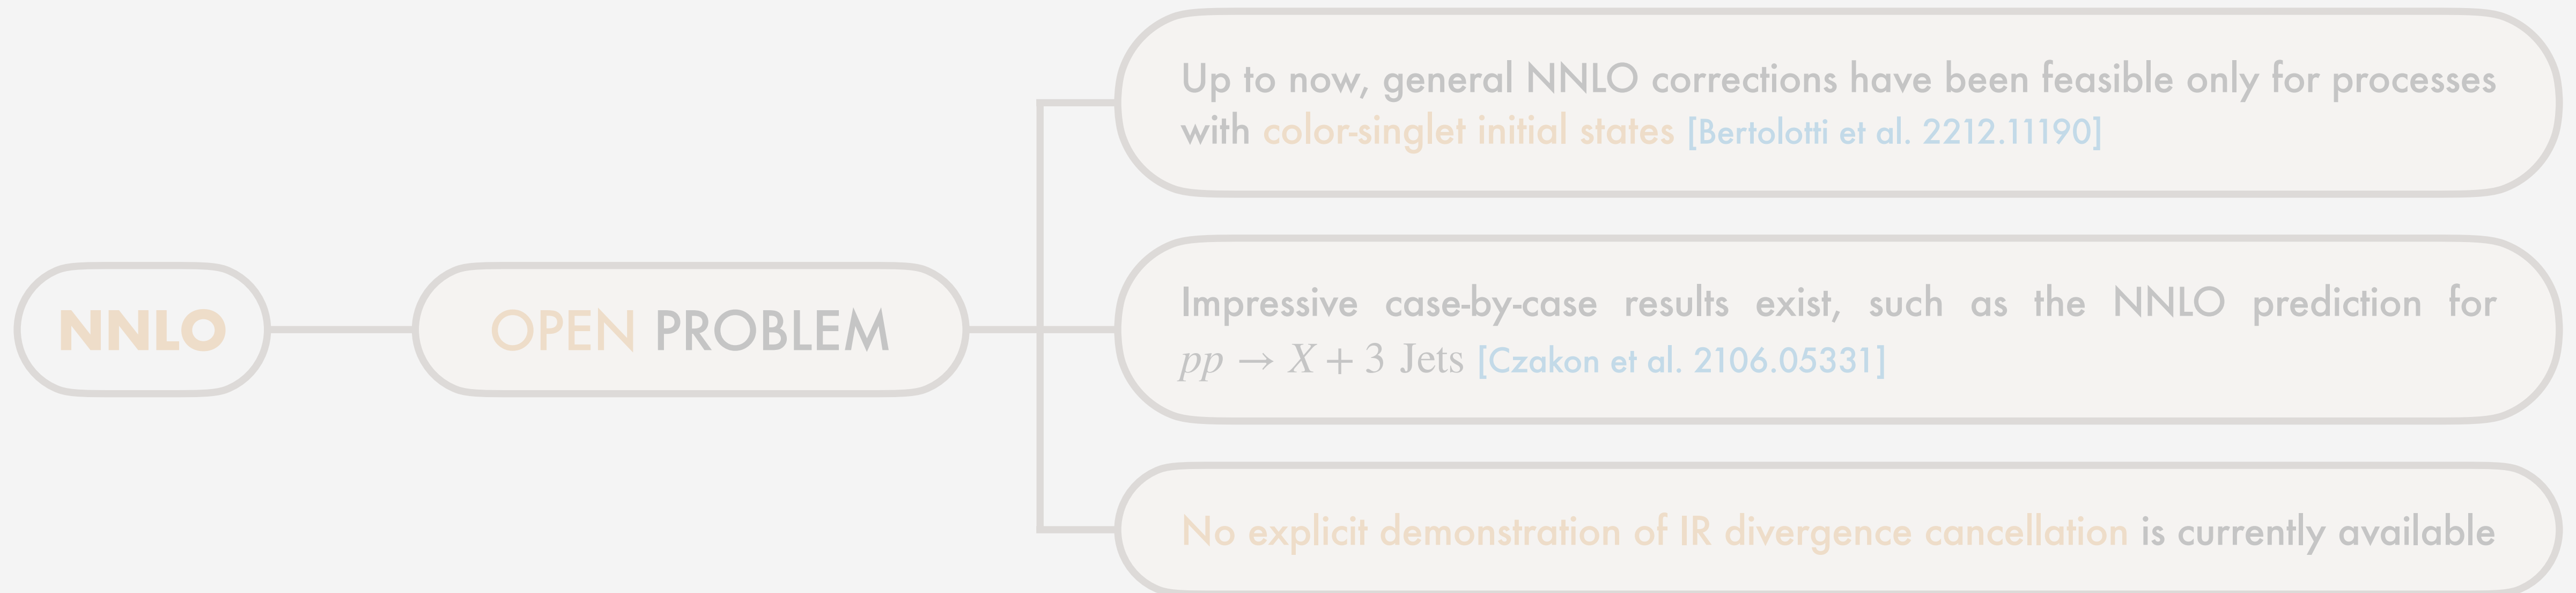 NNLO
OPEN PROBLEM
Up to now, general NNLO corrections have been feasible only for processes
with color-singlet initial states [Bertolotti et al. 2212.11190]
Impressive case-by-case results exist, such as the NNLO prediction for
pp → X + 3 Jets [Czakon et al. 2106.05331]
No explicit demonstration of IR divergence cancellation is currently available